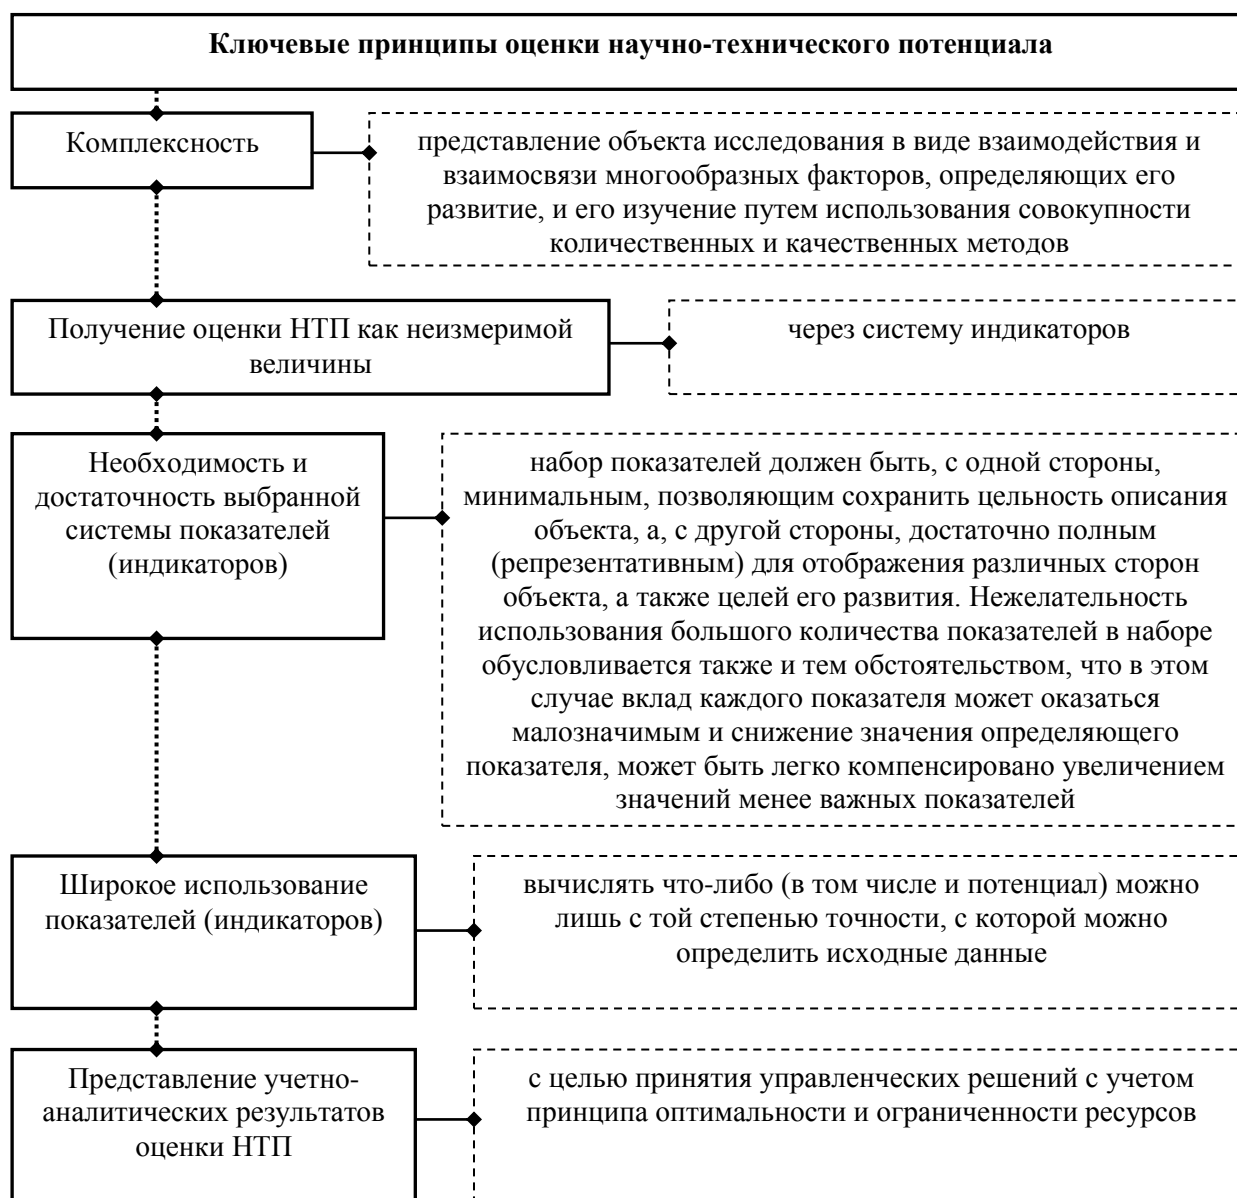 Ключевые принципы оценки научно-технического потенциала
Комплексность
представление объекта исследования в виде взаимодействия и
взаимосвязи многообразных факторов, определяющих его
развитие, и его изучение путем использования совокупности
количественных и качественных методов
Получение оценки НТП как неизмеримой
величины
через систему индикаторов
Необходимость и
достаточность выбранной
системы показателей
(индикаторов)
набор показателей должен быть, с одной стороны,
минимальным, позволяющим сохранить цельность описания
объекта, а, с другой стороны, достаточно полным
(репрезентативным) для отображения различных сторон
объекта, а также целей его развития. Нежелательность
использования большого количества показателей в наборе
обусловливается также и тем обстоятельством, что в этом
случае вклад каждого показателя может оказаться
малозначимым и снижение значения определяющего
показателя, может быть легко компенсировано увеличением
значений менее важных показателей
Широкое использование
показателей (индикаторов)
вычислять что-либо (в том числе и потенциал) можно
лишь с той степенью точности, с которой можно
определить исходные данные
Представление учетно-
аналитических результатов
оценки НТП
с целью принятия управленческих решений с учетом
принципа оптимальности и ограниченности ресурсов